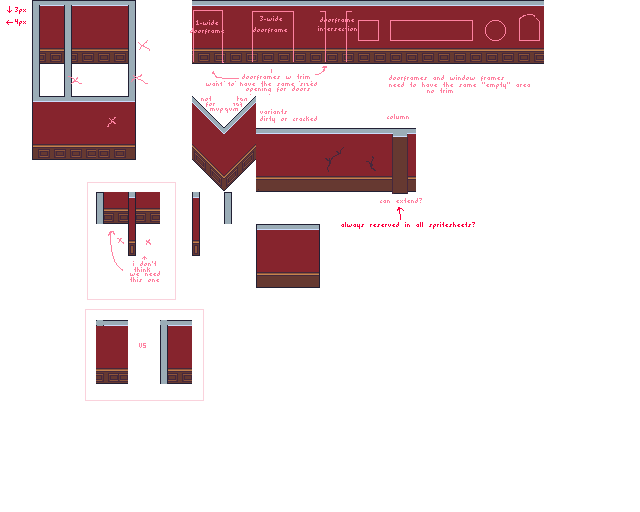 3px
4px
1-wide
doorframe
3-wide
doorframe
doorframe
intersection
doorframes w trim
want to have the same sized
opening for doors
doorframes and window frames
need to have the same "empty" area
no trim
not
for
variants
dirty or cracked
column
can extend?
always reserved in all spritesheets?
i don't
think
we need
this one
VS